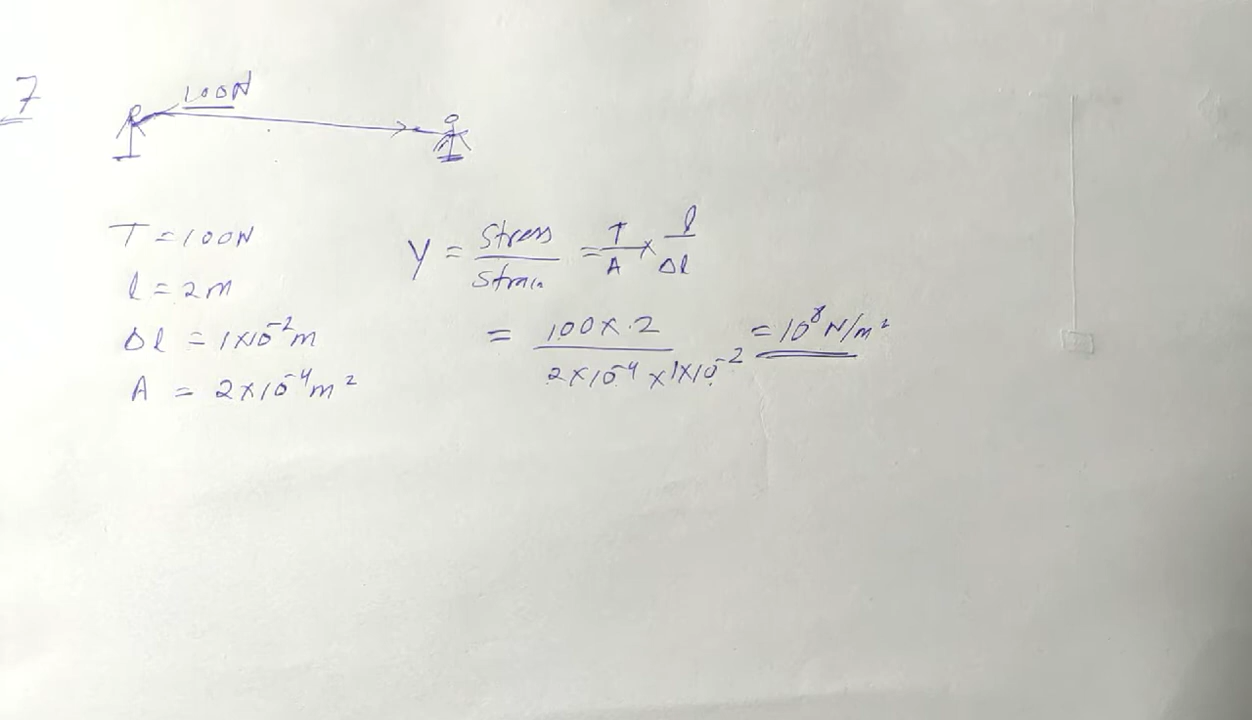 7
100N
T = 100N
l = 2m
Δl = 1×10⁻²m
A = 2×10⁻⁴m²
Y = Stress / Strain = T/A × l/Δl
= 100×2 / 2×10⁻⁴ × 1×10⁻² = 10⁸ N/m²